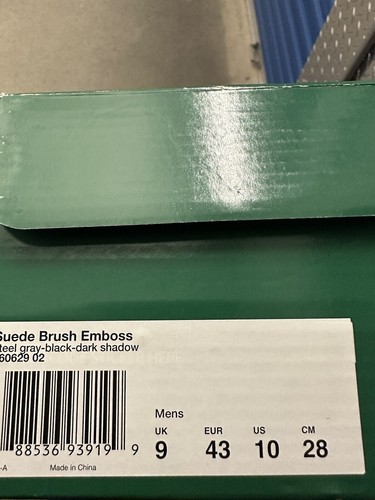 Suede Brush Emboss
teel gray-black-dark shadow
60629 02
Mens
UK EUR US CM
9 43 10 28
88536 93919 9
-A Made in China